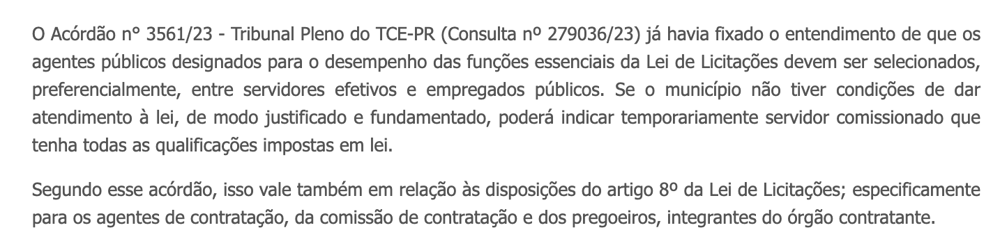 O Acórdão n° 3561/23 - Tribunal Pleno do TCE-PR (Consulta nº 279036/23) já havia fixado o entendimento de que os
agentes públicos designados para o desempenho das funções essenciais da Lei de Licitações devem ser selecionados,
preferencialmente, entre servidores efetivos e empregados públicos. Se o município não tiver condições de dar
atendimento à lei, de modo justificado e fundamentado, poderá indicar temporariamente servidor comissionado que
tenha todas as qualificações impostas em lei.
Segundo esse acórdão, isso vale também em relação às disposições do artigo 8º da Lei de Licitações; especificamente
para os agentes de contratação, da comissão de contratação e dos pregoeiros, integrantes do órgão contratante.